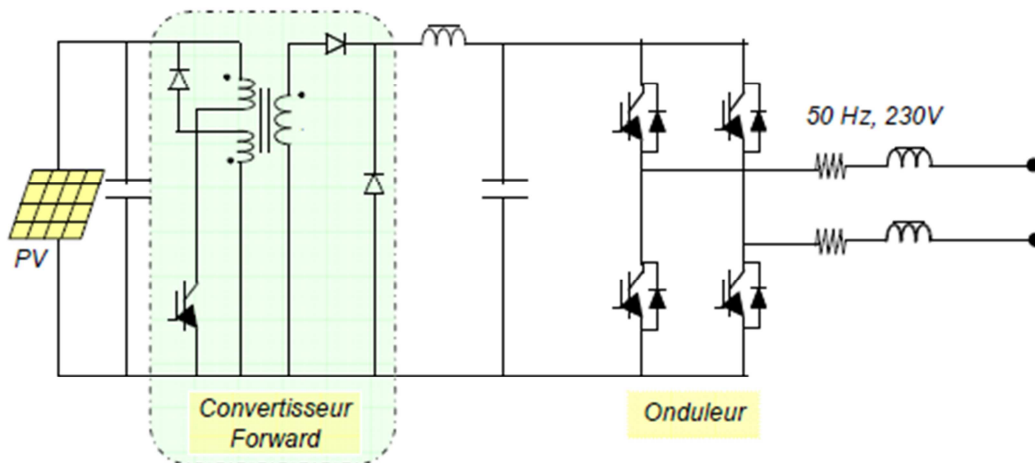 50 Hz, 230V
PV
Convertisseur
Forward
Onduleur